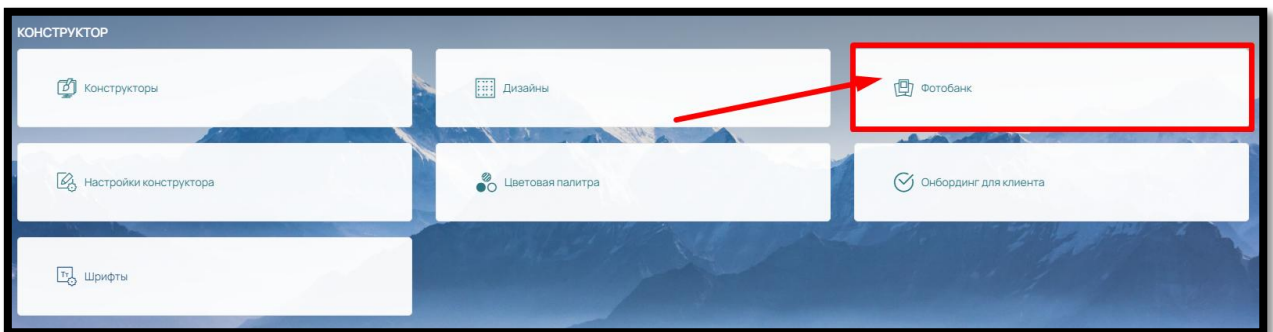 КОНСТРУКТОР
Конструкторы
Дизайны
Фотобанк
Настройки конструктора
Цветовая палитра
Онбординг для клиента
Шрифты